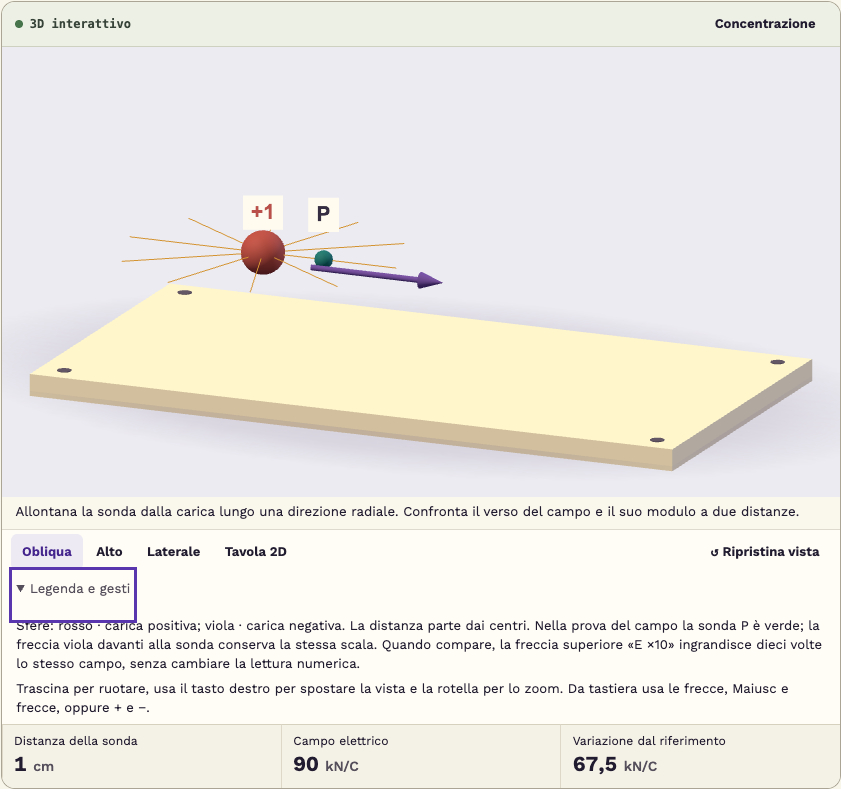 3D interattivo
Concentrazione
+1
P
Allontana la sonda dalla carica lungo una direzione radiale. Confronta il verso del campo e il suo modulo a due distanze.
Obliqua Alto Laterale Tavola 2D ↺ Ripristina vista
▼ Legenda e gesti
Sfere: rosso · carica positiva; viola · carica negativa. La distanza parte dai centri. Nella prova del campo la sonda P è verde; la
freccia viola davanti alla sonda conserva la stessa scala. Quando compare, la freccia superiore «E ×10» ingrandisce dieci volte
lo stesso campo, senza cambiare la lettura numerica.
Trascina per ruotare, usa il tasto destro per spostare la vista e la rotella per lo zoom. Da tastiera usa le frecce, Maiusc e
frecce, oppure + e −.
Distanza della sonda
1 cm
Campo elettrico
90 kN/C
Variazione dal riferimento
67,5 kN/C